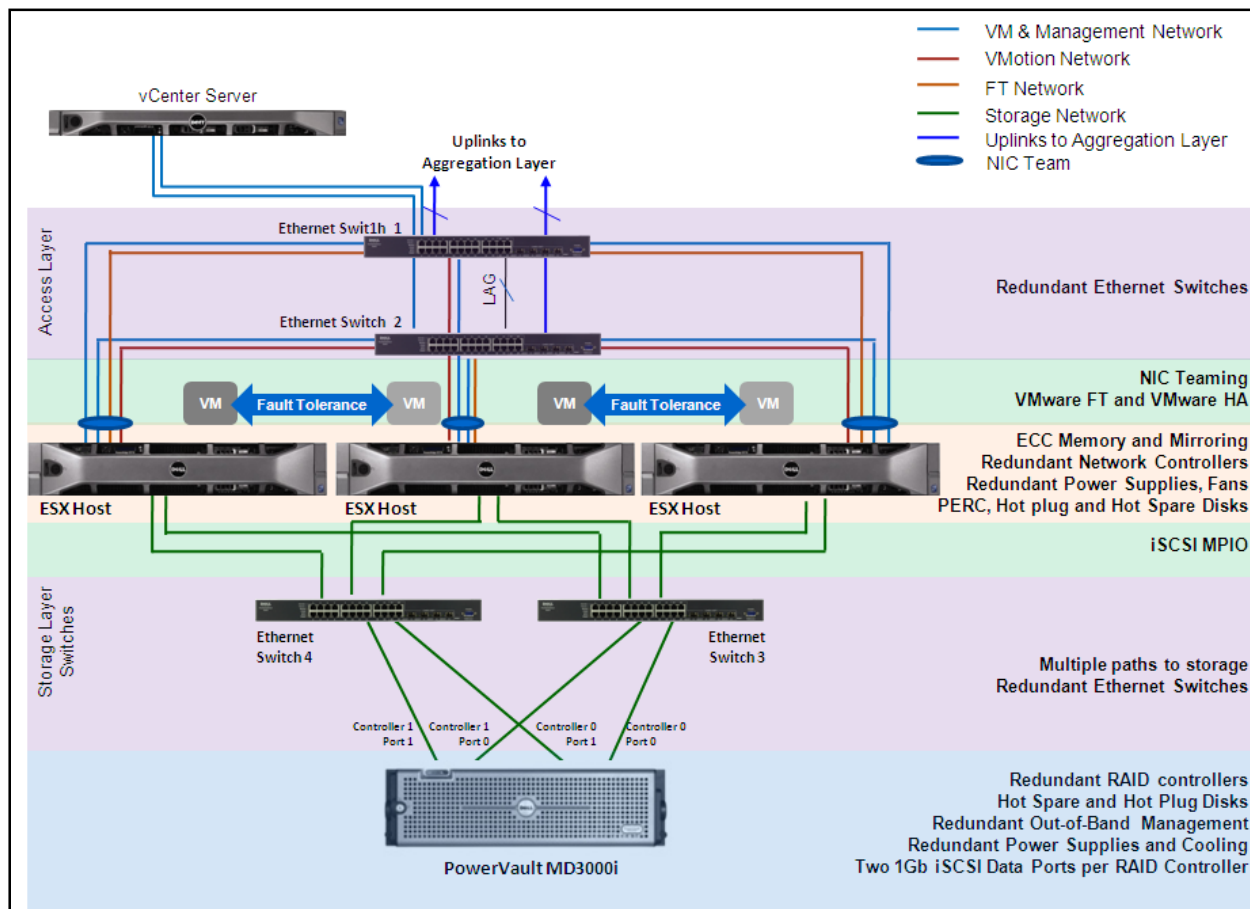 VM & Management Network
VMotion Network
FT Network
Storage Network
Uplinks to Aggregation Layer
NIC Team
vCenter Server
Uplinks to
Aggregation Layer
Access Layer
Ethernet Swit1h 1
LAG
Redundant Ethernet Switches
Ethernet Switch 2
NIC Teaming
VMware FT and VMware HA
VM
Fault Tolerance
VM
VM
Fault Tolerance
VM
ECC Memory and Mirroring
Redundant Network Controllers
Redundant Power Supplies, Fans
PERC, Hot plug and Hot Spare Disks
ESX Host
ESX Host
ESX Host
iSCSI MPIO
Storage Layer
Switches
Ethernet
Switch 4
Ethernet
Switch 3
Multiple paths to storage
Redundant Ethernet Switches
Controller 1
Port 1
Controller 1
Port 0
Controller 0
Port 1
Controller 0
Port 0
PowerVault MD3000i
Redundant RAID controllers
Hot Spare and Hot Plug Disks
Redundant Out-of-Band Management
Redundant Power Supplies and Cooling
Two 1Gb iSCSI Data Ports per RAID Controller